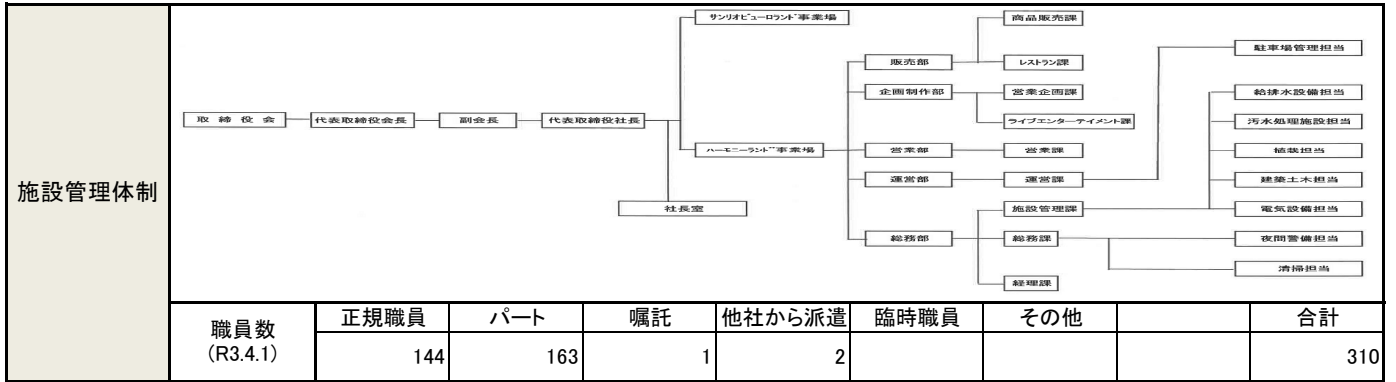 施設管理体制
サンリオピューロランド事業場
商品販売課
駐車場管理担当
販売部
レストラン課
企画制作部
営業企画課
給排水設備担当
取締役会
代表取締役会長
副会長
代表取締役社長
ライブエンターテイメント課
汚水処理施設担当
ハーモニーランド事業場
営業部
営業課
植栽担当
運営部
運営課
建築土木担当
社長室
施設管理課
電気設備担当
総務部
総務課
夜間警備担当
清掃担当
経理課
職員数
(R3.4.1)
正規職員 パート 嘱託 他社から派遣 臨時職員 その他 合計
144 163 1 2 310